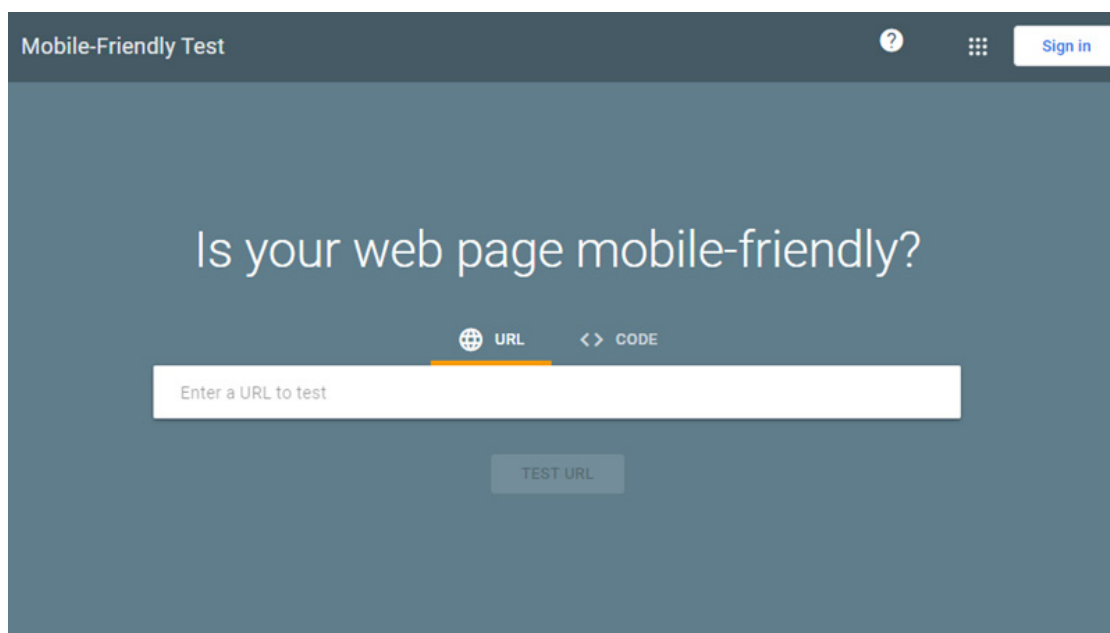 Mobile-Friendly Test
? Sign in
Is your web page mobile-friendly?
URL <> CODE
Enter a URL to test
TEST URL